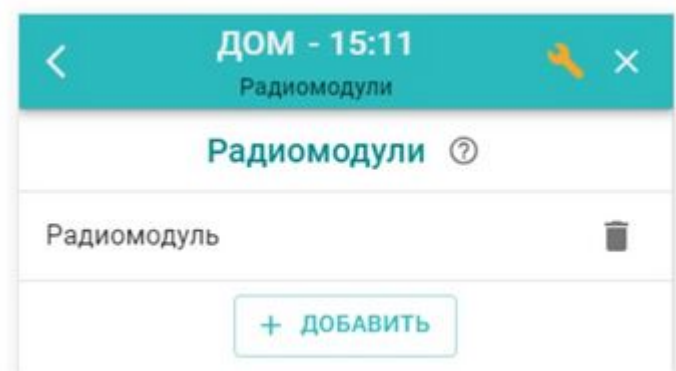 ДОМ - 15:11
Радиомодули
Радиомодули ?
Радиомодуль
+ ДОБАВИТЬ